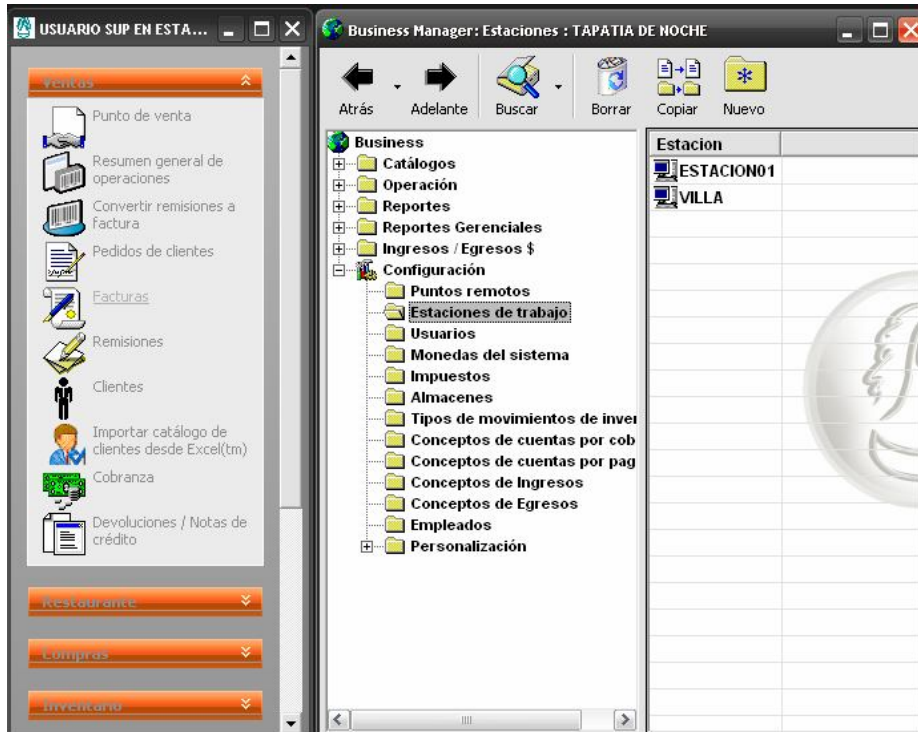 USUARIO SUP EN ESTA...
Ventas
Punto de venta
Resumen general de
operaciones
Convertir remisiones a
factura
Pedidos de clientes
Facturas
Remisiones
Clientes
Importar catálogo de
clientes desde Excel(tm)
Cobranza
Devoluciones / Notas de
crédito
Restaurante
Compras
Inventario
Business Manager: Estaciones : TAPATIA DE NOCHE
Atrás
Adelante
Buscar
Borrar
Copiar
Nuevo
Business
Catálogos
Operación
Reportes
Reportes Gerenciales
Ingresos / Egresos $
Configuración
Puntos remotos
Estaciones de trabajo
Usuarios
Monedas del sistema
Impuestos
Almacenes
Tipos de movimientos de inver
Conceptos de cuentas por cob
Conceptos de cuentas por pag
Conceptos de Ingresos
Conceptos de Egresos
Empleados
Personalización
Estacion
ESTACION01
VILLA